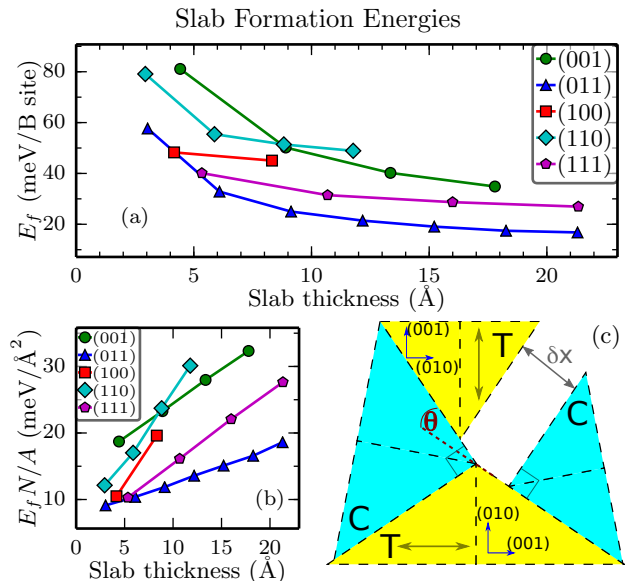 Slab Formation Energies
E_f (meV/B site)
80
60
40
20
(a)
(001)
(011)
(100)
(110)
(111)
0
5
10
15
20
Slab thickness (Å)
E_f N/A (meV/Å²)
30
20
10
(001)
(011)
(100)
(110)
(111)
(b)
0
5
10
15
20
Slab thickness (Å)
(c)
(001)
(010)
T
δx
C
θ
C
T
(010)
(001)